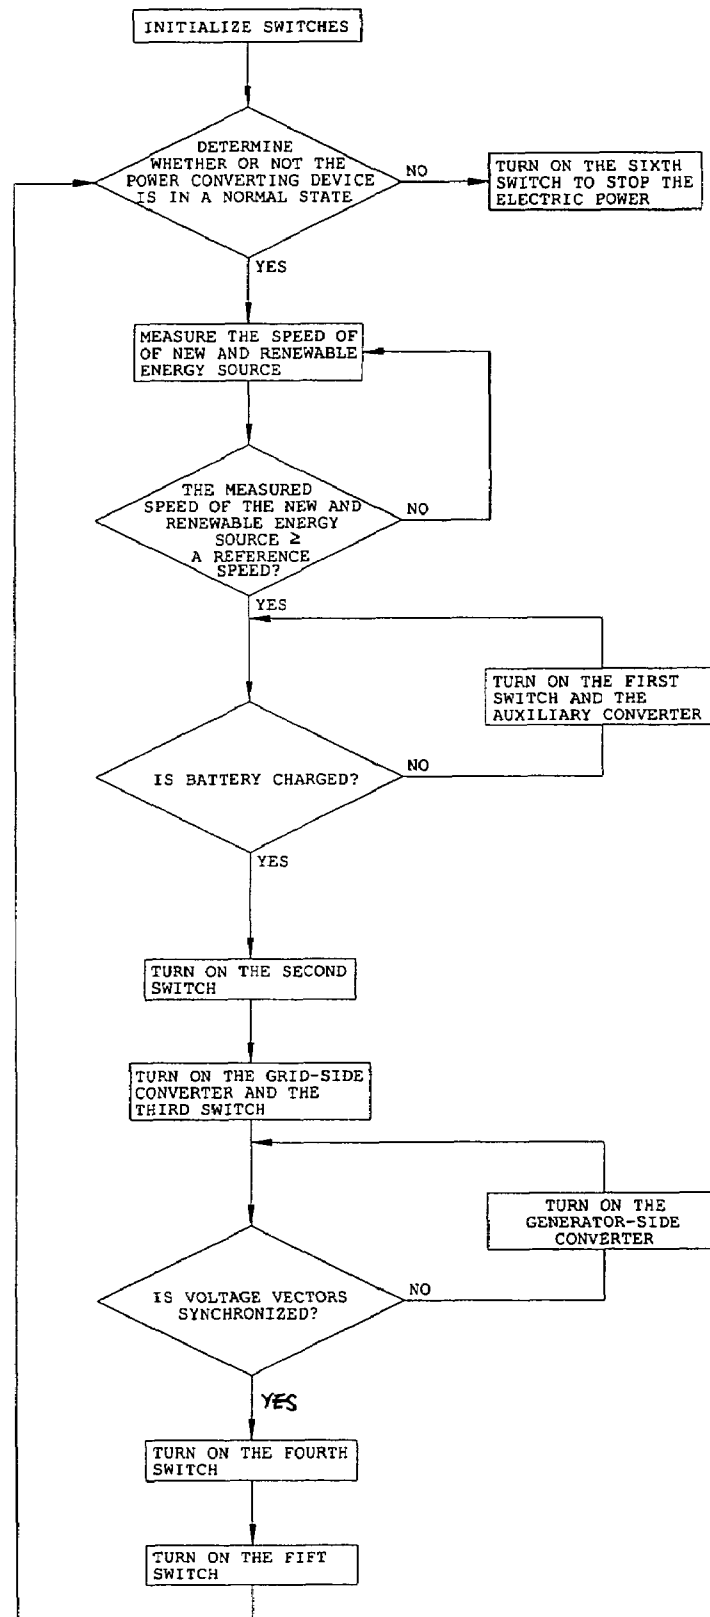 INITIALIZE SWITCHES
DETERMINE
WHETHER OR NOT THE
POWER CONVERTING DEVICE
IS IN A NORMAL STATE
NO
TURN ON THE SIXTH
SWITCH TO STOP THE
ELECTRIC POWER
YES
MEASURE THE SPEED OF
OF NEW AND RENEWABLE
ENERGY SOURCE
THE MEASURED
SPEED OF THE NEW AND
RENEWABLE ENERGY
SOURCE ≥
A REFERENCE
SPEED?
NO
YES
TURN ON THE FIRST
SWITCH AND THE
AUXILIARY CONVERTER
IS BATTERY CHARGED?
NO
YES
TURN ON THE SECOND
SWITCH
TURN ON THE GRID-SIDE
CONVERTER AND THE
THIRD SWITCH
TURN ON THE
GENERATOR-SIDE
CONVERTER
IS VOLTAGE VECTORS
SYNCHRONIZED?
NO
YES
TURN ON THE FOURTH
SWITCH
TURN ON THE FIFT
SWITCH